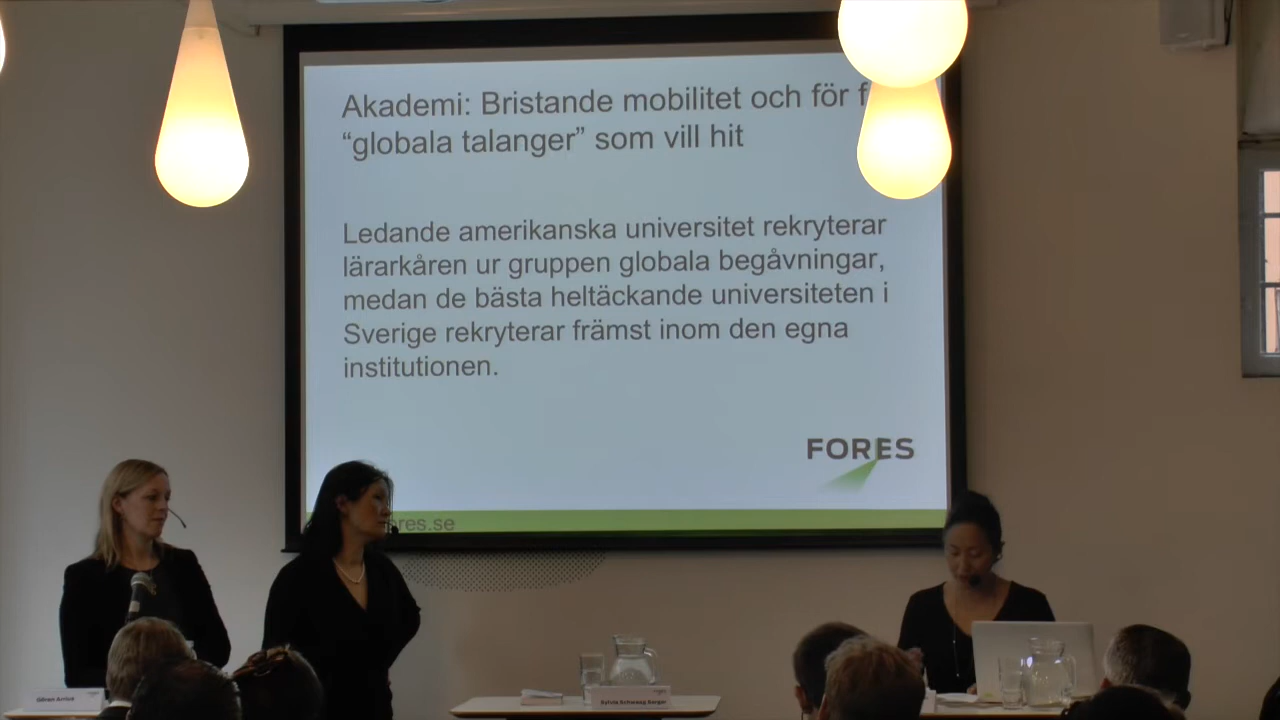 Akademi: Bristande mobilitet och för
“globala talanger” som vill hit
Ledande amerikanska universitet rekryterar
lärarkåren ur gruppen globala begåvningar,
medan de bästa heltäckande universiteten i
Sverige rekryterar främst inom den egna
institutionen.
FORES
ores.se